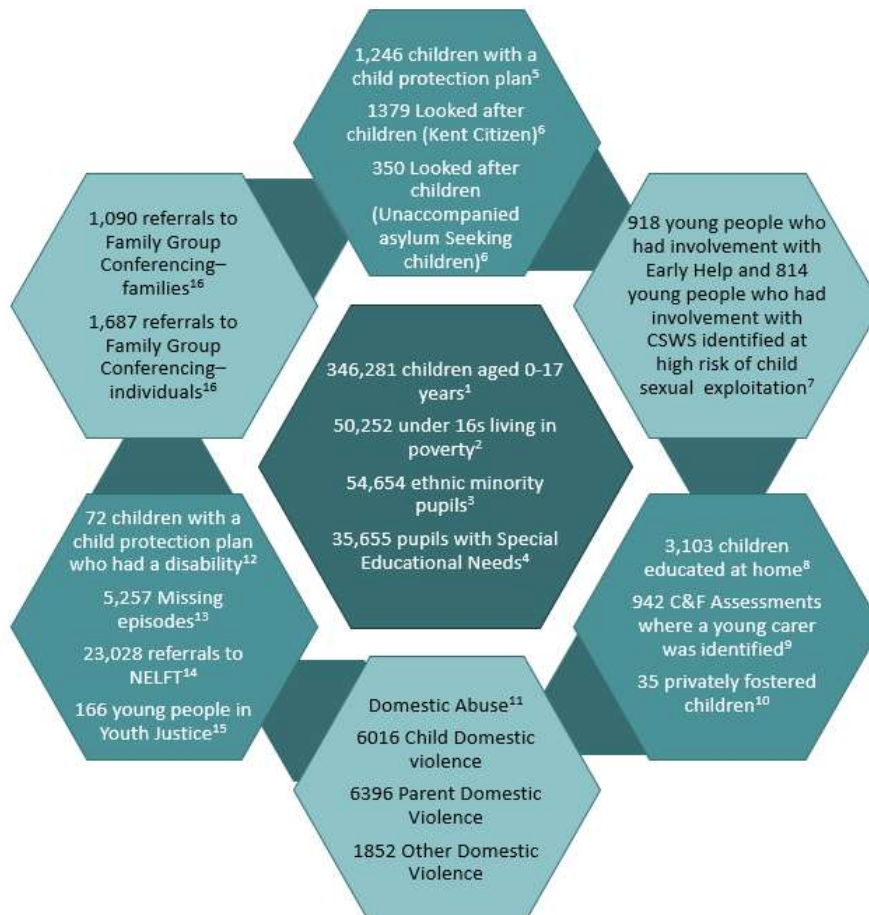 1,246 children with a
child protection plan⁵
1379 Looked after
children (Kent Citizen)⁶
350 Looked after
children
(Unaccompanied
asylum Seeking
children)⁶
918 young people who
had involvement with
Early Help and 814
young people who had
involvement with
CSWS identified at
high risk of child
sexual exploitation⁷
3,103 children
educated at home⁸
942 C&F Assessments
where a young carer
was identified⁹
35 privately fostered
children¹⁰
Domestic Abuse¹¹
6016 Child Domestic
violence
6396 Parent Domestic
Violence
1852 Other Domestic
Violence
72 children with a
child protection plan
who had a disability¹²
5,257 Missing
episodes¹³
23,028 referrals to
NELFT¹⁴
166 young people in
Youth Justice¹⁵
1,090 referrals to
Family Group
Conferencing–
families¹⁶
1,687 referrals to
Family Group
Conferencing–
individuals¹⁶
346,281 children aged 0-17
years¹
50,252 under 16s living in
poverty²
54,654 ethnic minority
pupils³
35,655 pupils with Special
Educational Needs⁴